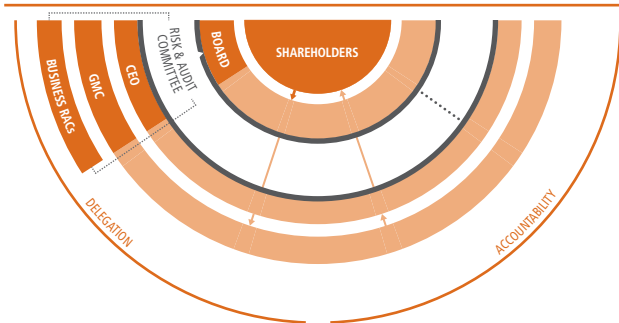 SHAREHOLDERS
BOARD
RISK & AUDIT
COMMITTEE
CEO
GMC
BUSINESS RACs
DELEGATION
ACCOUNTABILITY